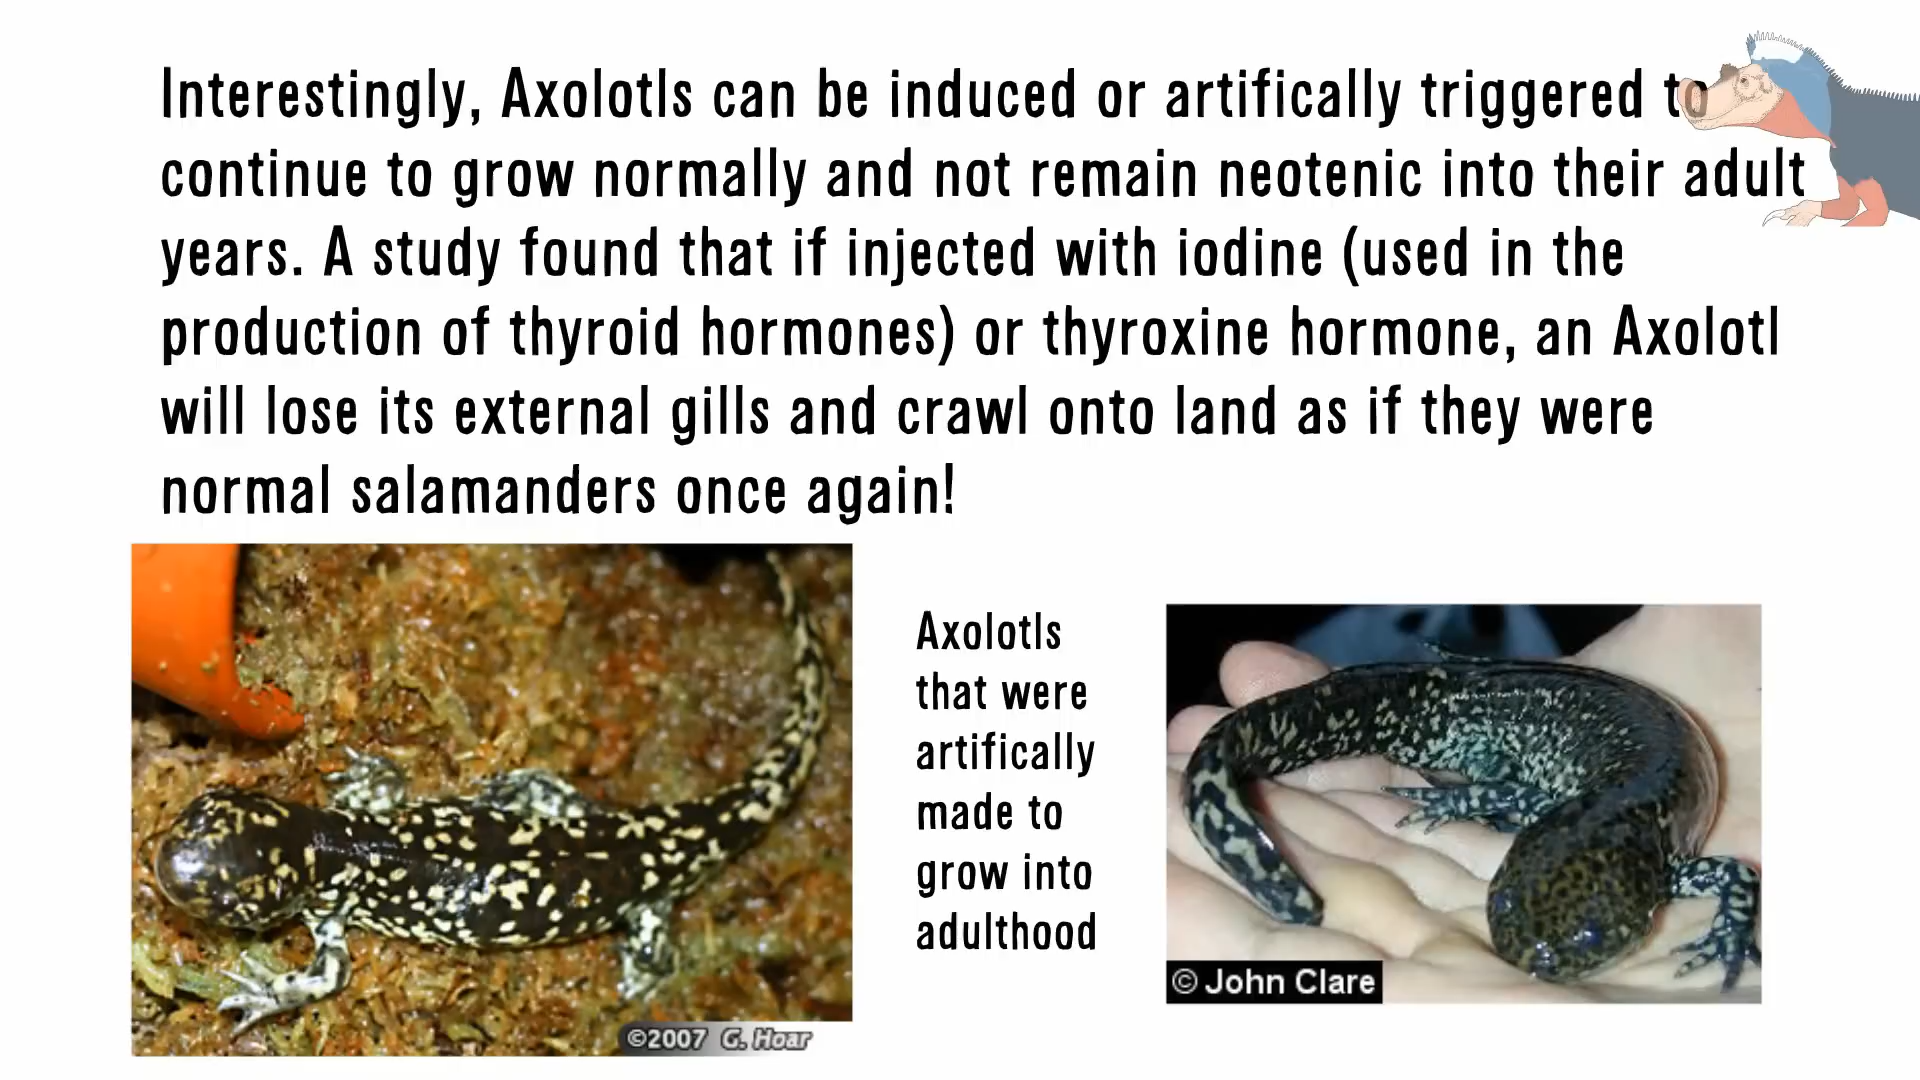 Interestingly, Axolotls can be induced or artifically triggered to
continue to grow normally and not remain neotenic into their adult
years. A study found that if injected with iodine (used in the
production of thyroid hormones) or thyroxine hormone, an Axolotl
will lose its external gills and crawl onto land as if they were
normal salamanders once again!
Axolotls
that were
artifically
made to
grow into
adulthood
©2007 G. Hoar
© John Clare